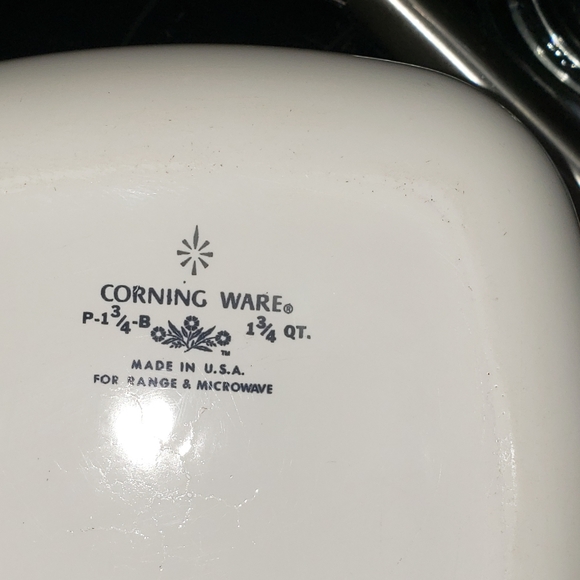 CORNING WARE®
P-1¾-B 1¾ QT.
™
MADE IN U.S.A.
FOR RANGE & MICROWAVE